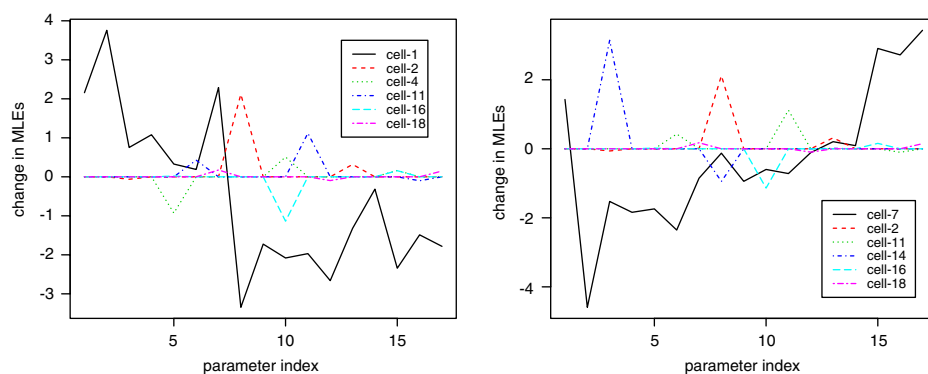 4
3
2
1
0
-1
-2
-3
change in MLEs
cell-1
cell-2
cell-4
cell-11
cell-16
cell-18
5
10
15
parameter index
2
0
-2
-4
change in MLEs
cell-7
cell-2
cell-11
cell-14
cell-16
cell-18
5
10
15
parameter index